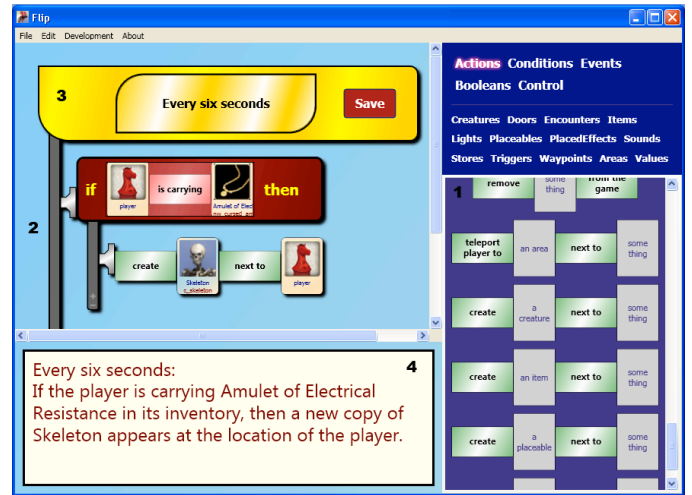 Flip
File Edit Development About
3
Every six seconds
Save
2
if
player
is carrying
Amulet of Elect
nw_cursed_am
then
create
Skeleton
c_skeleton
next to
player
Every six seconds:
4
If the player is carrying Amulet of Electrical
Resistance in its inventory, then a new copy of
Skeleton appears at the location of the player.
Actions Conditions Events
Booleans Control
Creatures Doors Encounters Items
Lights Placeables PlacedEffects Sounds
Stores Triggers Waypoints Areas Values
1
remove
some
thing
from the
game
teleport
player to
an area
next to
some
thing
create
a
creature
next to
some
thing
create
an item
next to
some
thing
create
a
placeable
next to
some
thing